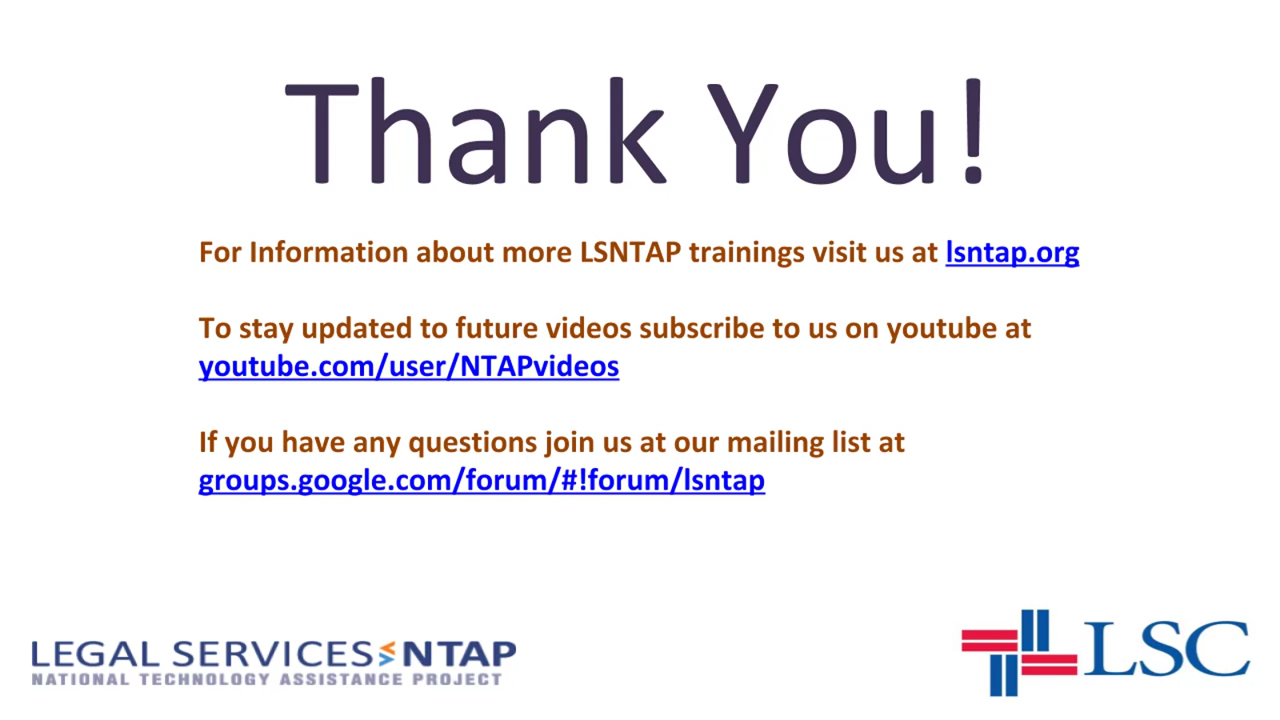 Thank You!
For Information about more LSNTAP trainings visit us at lsntap.org
To stay updated to future videos subscribe to us on youtube at
youtube.com/user/NTAPvideos
If you have any questions join us at our mailing list at
groups.google.com/forum/#!forum/lsntap
LEGAL SERVICES NTAP
NATIONAL TECHNOLOGY ASSISTANCE PROJECT
LSC